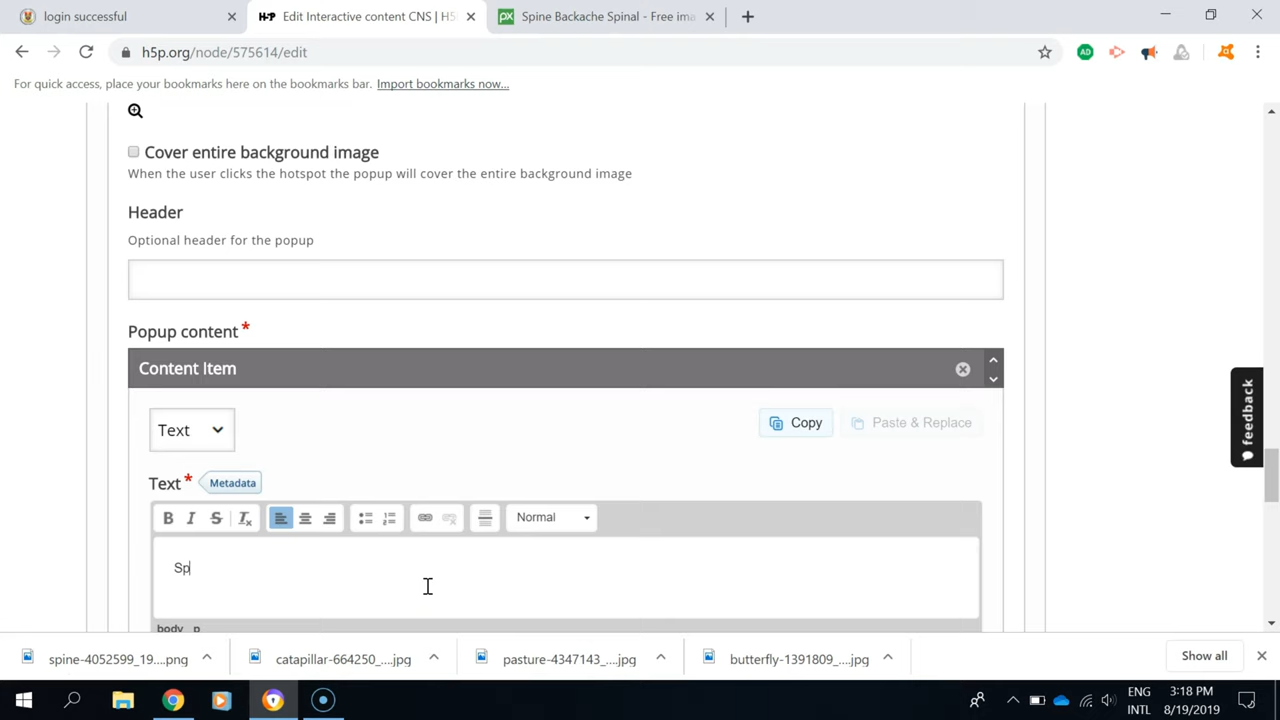 login successful
H5P Edit Interactive content CNS | H5
Spine Backache Spinal - Free ima
h5p.org/node/575614/edit
AD
For quick access, place your bookmarks here on the bookmarks bar. Import bookmarks now...
Cover entire background image
When the user clicks the hotspot the popup will cover the entire background image
Header
Optional header for the popup
Popup content *
Content Item
Text
Copy
Paste & Replace
Text * Metadata
B I S Tx Normal
Sp
body p
feedback
spine-4052599_19....png
catapillar-664250_....jpg
pasture-4347143_....jpg
butterfly-1391809_...jpg
Show all
ENG
INTL
3:18 PM
8/19/2019